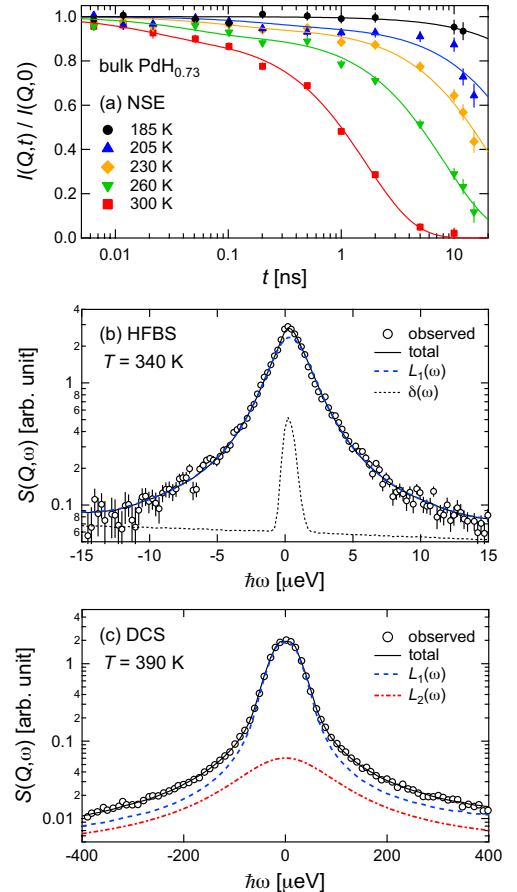 1.0
0.8
0.6
0.4
0.2
0.0
I(Q,t) / I(Q,0)
bulk PdH0.73
(a) NSE
185 K
205 K
230 K
260 K
300 K
0.01
0.1
1
10
t [ns]
(b) HFBS
T = 340 K
observed
total
L1(ω)
δ(ω)
S(Q,ω) [arb. unit]
4
2
1
8
6
4
2
0.1
8
6
-15
-10
-5
0
5
10
15
ħω [μeV]
(c) DCS
T = 390 K
observed
total
L1(ω)
L2(ω)
S(Q,ω) [arb. unit]
4
2
1
8
6
4
2
0.1
8
6
4
2
0.01
8
6
-400
-200
0
200
400
ħω [μeV]